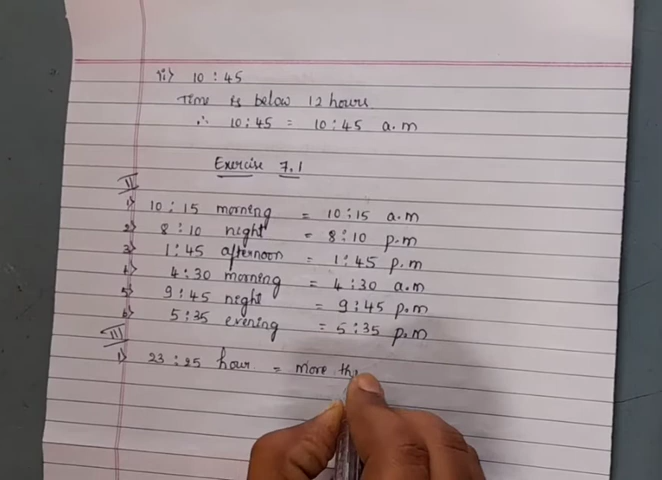 iii) 10 : 45
Time is below 12 hours
∴ 10:45 = 10:45 a.m
Exercise 7.1
II
1) 10 : 15 morning = 10:15 a.m
2) 8 : 10 night = 8:10 p.m
3) 1 : 45 afternoon = 1:45 p.m
4) 4 : 30 morning = 4:30 a.m
5) 9 : 45 night = 9:45 p.m
6) 5 : 35 evening = 5:35 p.m
III
1) 23 : 25 hour = more